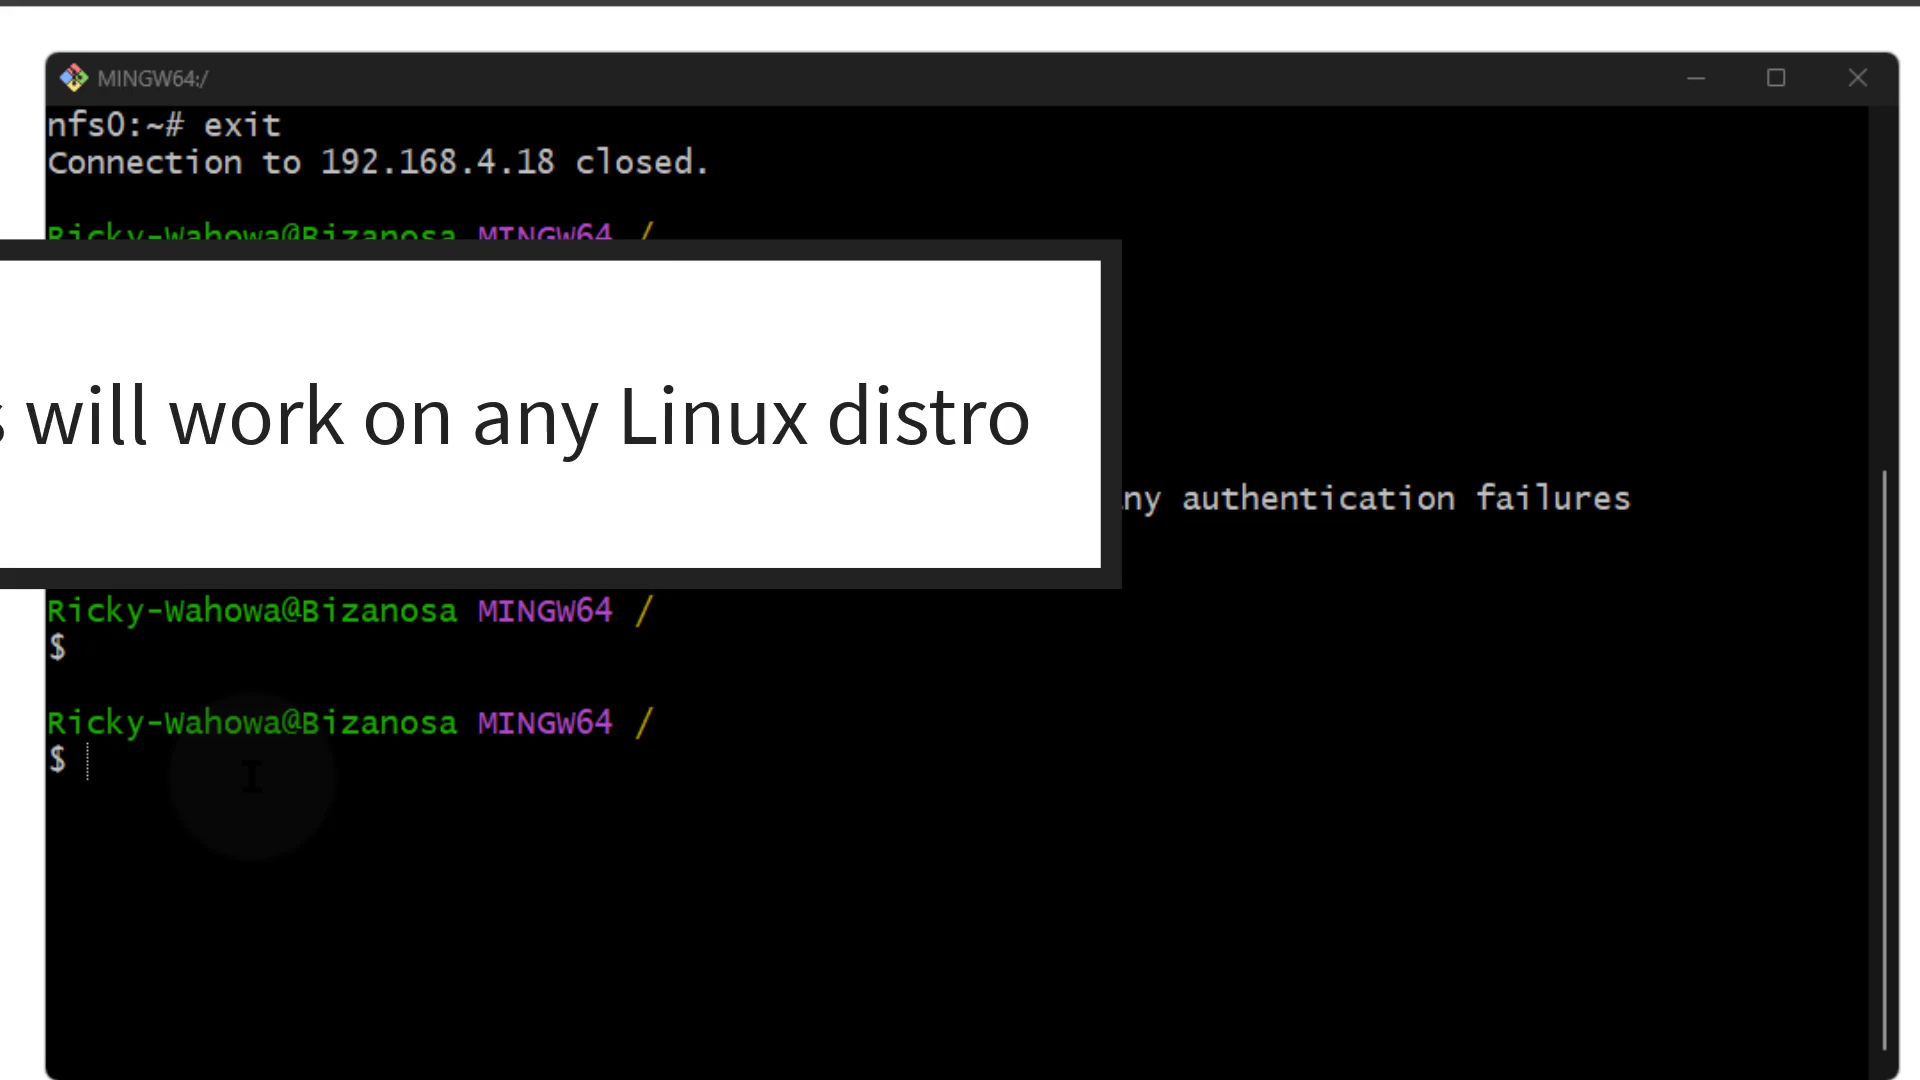 MINGW64:/
nfs0:~# exit
Connection to 192.168.4.18 closed.
Ricky-Wahowa@Bizanosa MINGW64 /
will work on any Linux distro
authentication failures
Ricky-Wahowa@Bizanosa MINGW64 /
$
Ricky-Wahowa@Bizanosa MINGW64 /
$